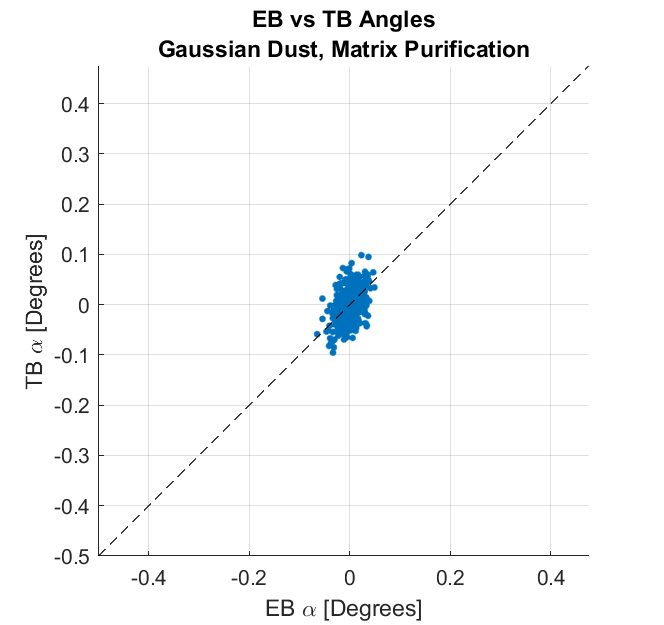 EB vs TB Angles
Gaussian Dust, Matrix Purification
0.4
0.3
0.2
0.1
0
-0.1
-0.2
-0.3
-0.4
-0.5
TB α [Degrees]
-0.4 -0.2 0 0.2 0.4
EB α [Degrees]